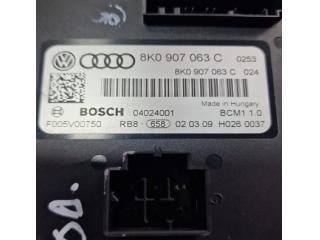 8K0 907 063 C 0253
8K0 907 063 C 024
Made in Hungary
BOSCH 04024001 BCM1 1.0
F005V00750 RB8 - 658 02.03.09 H026 0037